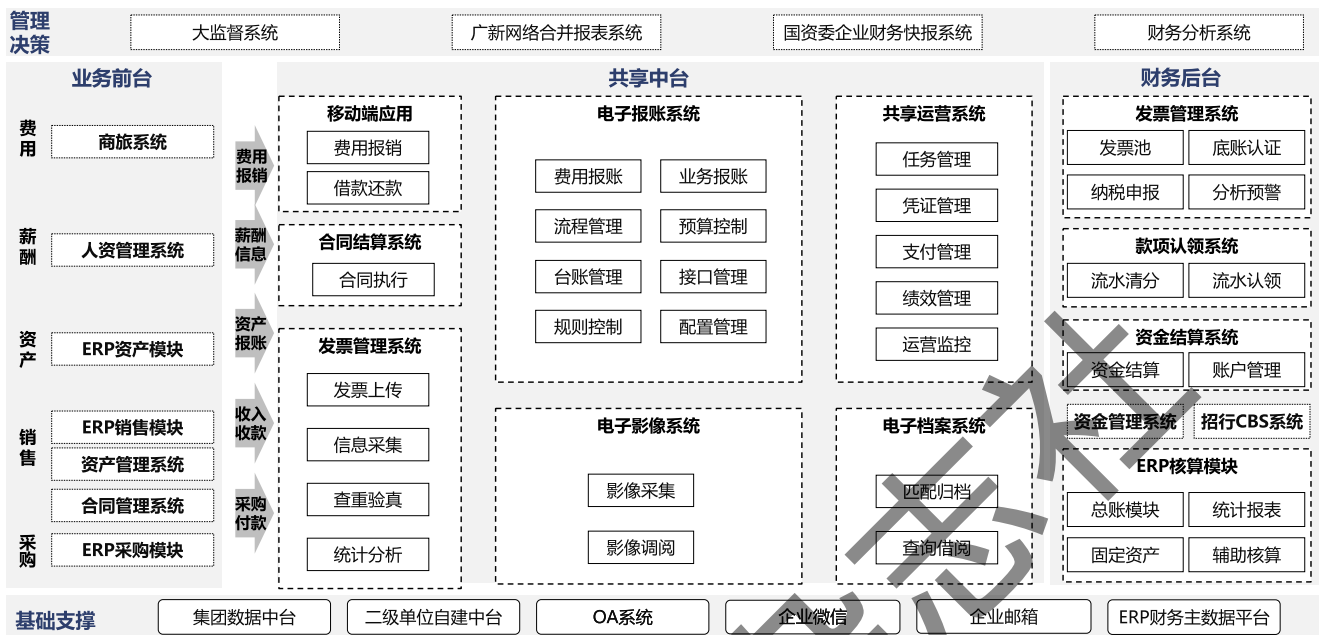 管理
决策
大监督系统
广新网络合并报表系统
国资委企业财务快报系统
财务分析系统
业务前台
费
用
商旅系统
薪
酬
人资管理系统
资
产
ERP资产模块
销
售
ERP销售模块
资产管理系统
合同管理系统
采
购
ERP采购模块
费用
报销
薪酬
信息
资产
报账
收入
收款
采购
付款
共享中台
移动端应用
费用报销
借款还款
合同结算系统
合同执行
发票管理系统
发票上传
信息采集
查重验真
统计分析
电子报账系统
费用报账 业务报账
流程管理 预算控制
台账管理 接口管理
规则控制 配置管理
电子影像系统
影像采集
影像调阅
共享运营系统
任务管理
凭证管理
支付管理
绩效管理
运营监控
电子档案系统
匹配归档
查询借阅
财务后台
发票管理系统
发票池 底账认证
纳税申报 分析预警
款项认领系统
流水清分 流水认领
资金结算系统
资金结算 账户管理
资金管理系统 招行CBS系统
ERP核算模块
总账模块 统计报表
固定资产 辅助核算
基础支撑
集团数据中台
二级单位自建中台
OA系统
企业微信
企业邮箱
ERP财务主数据平台
志社